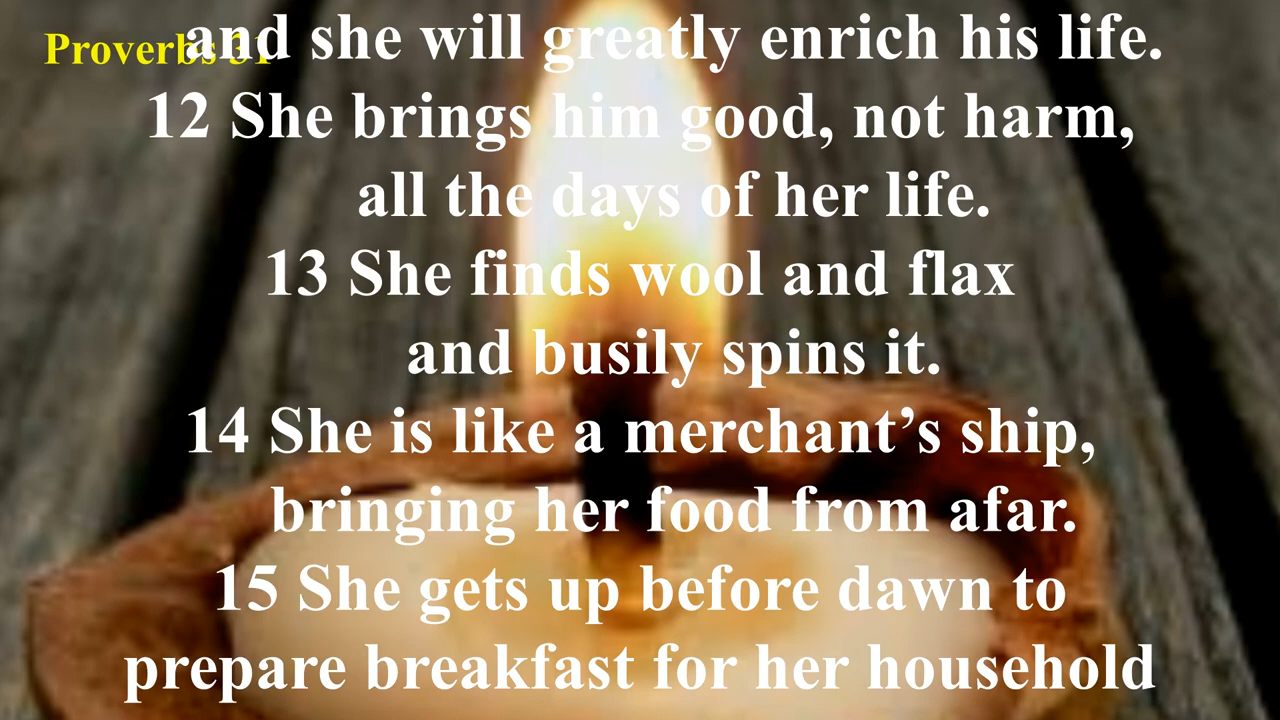 Proverbs 31
and she will greatly enrich his life.
12 She brings him good, not harm,
all the days of her life.
13 She finds wool and flax
and busily spins it.
14 She is like a merchant’s ship,
bringing her food from afar.
15 She gets up before dawn to
prepare breakfast for her household